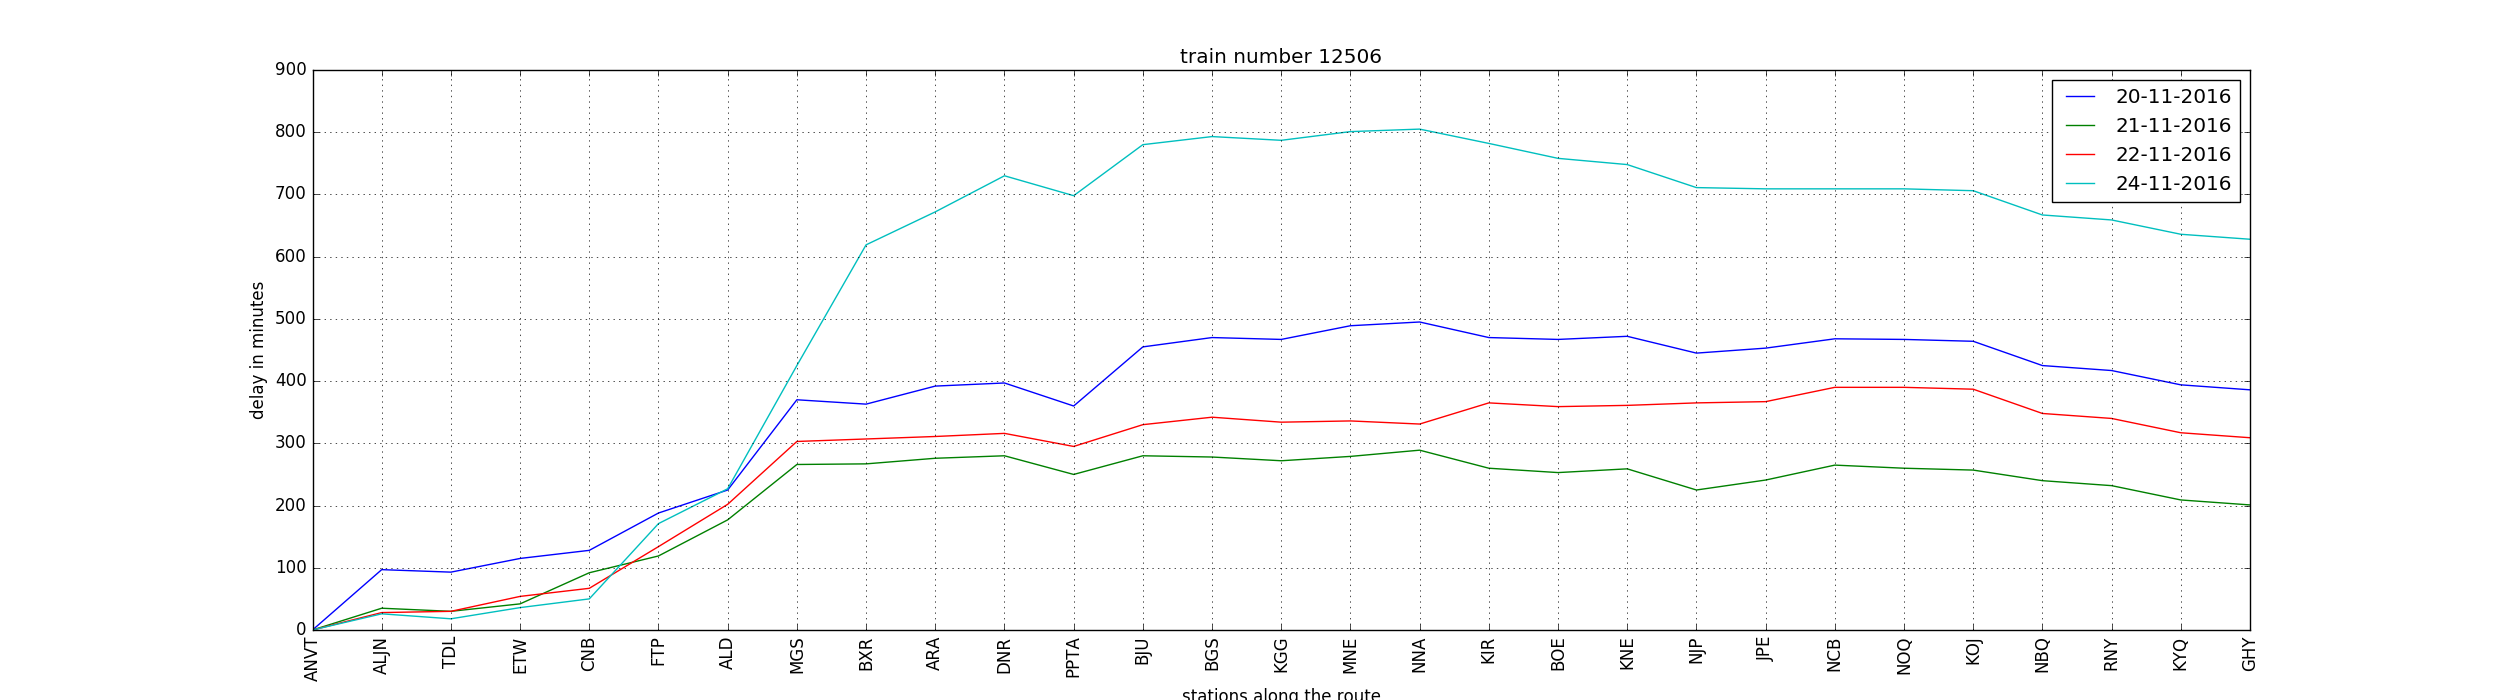 train number 12506
900
800
700
600
500
400
300
200
100
0
delay in minutes
20-11-2016
21-11-2016
22-11-2016
24-11-2016
ANVT
ALJN
TDL
ETW
CNB
FTP
ALD
MGS
BXR
ARA
DNR
PPTA
BJU
BGS
KGG
MNE
NNA
KIR
BOE
KNE
NJP
JPE
NCB
NOQ
KOJ
NBQ
RNY
KYQ
GHY
stations along the route